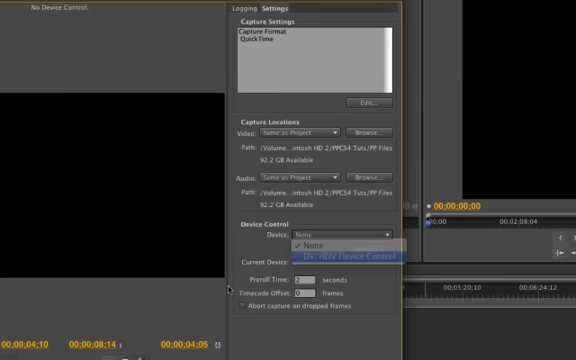 No Device Control.
Logging Settings
Capture Settings
Capture Format
QuickTime
Edit...
Capture Locations
Video: Same as Project Browse...
Path: /Volume...intosh HD 2/PPCS4 Tuts/PP Files
92.2 GB Available
Audio: Same as Project Browse...
Path: /Volume...intosh HD 2/PPCS4 Tuts/PP Files
92.2 GB Available
Device Control
Device: None
✓ None
DV/HDV Device Control
Current Device:
Preroll Time: 2 seconds
Timecode Offset: 0 frames
Abort capture on dropped frames
00;00;04;10 00;00;08;14 00;00;04;05
00;00;00;00
00;00 00;02;08;04
00;05;20;10 00;06;24;12